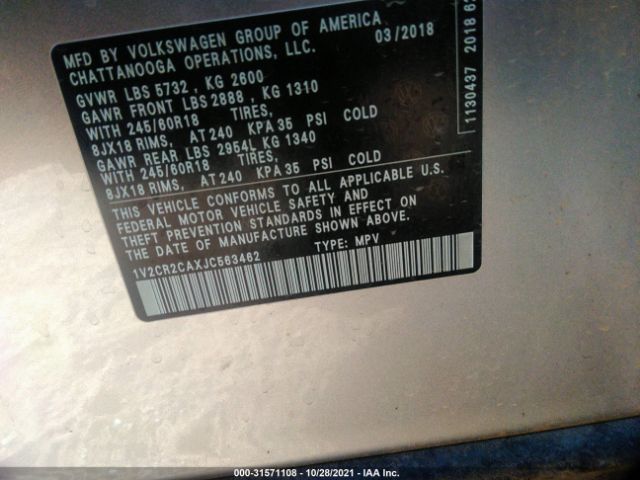 MFD BY VOLKSWAGEN GROUP OF AMERICA
CHATTANOOGA OPERATIONS, LLC. 03/2018
GVWR LBS 5732 , KG 2600
GAWR FRONT LBS 2888 , KG 1310
WITH 245/60R18 TIRES,
8JX18 RIMS, AT 240 KPA 35 PSI COLD
GAWR REAR LBS 2954L KG 1340
WITH 245/60R18 TIRES,
8JX18 RIMS, AT 240 KPA 35 PSI COLD
THIS VEHICLE CONFORMS TO ALL APPLICABLE U.S.
FEDERAL MOTOR VEHICLE SAFETY AND
THEFT PREVENTION STANDARDS IN EFFECT ON
THE DATE OF MANUFACTURE SHOWN ABOVE.
1V2CR2CAXJC563462 TYPE: MPV
1130437 2018
000-31571108 - 10/28/2021 - IAA Inc.